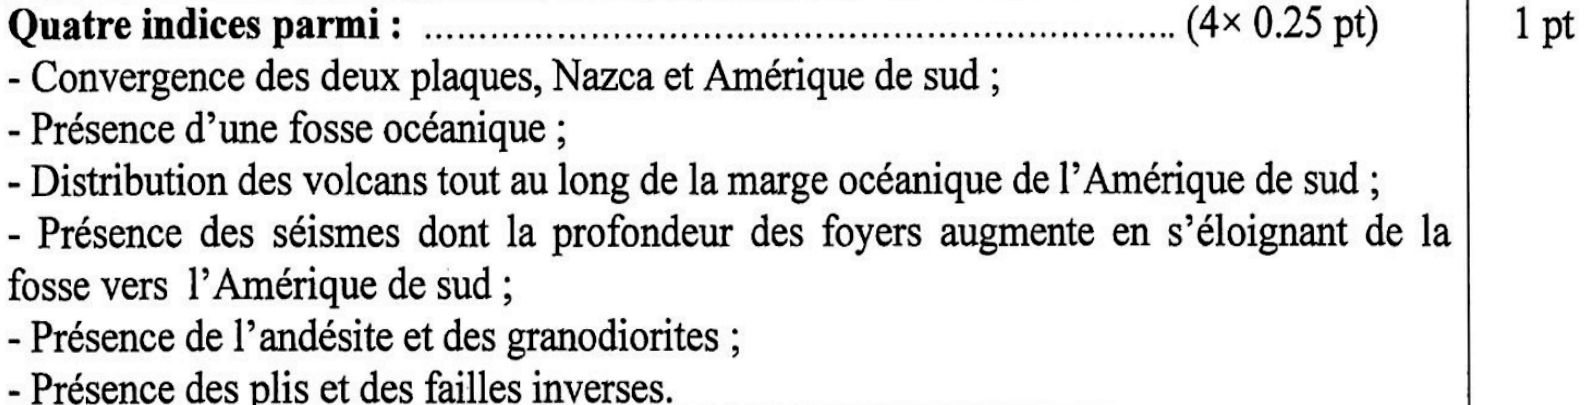 Quatre indices parmi : ........................................................................ (4× 0.25 pt) 1 pt
- Convergence des deux plaques, Nazca et Amérique de sud ;
- Présence d’une fosse océanique ;
- Distribution des volcans tout au long de la marge océanique de l’Amérique de sud ;
- Présence des séismes dont la profondeur des foyers augmente en s’éloignant de la
fosse vers l’Amérique de sud ;
- Présence de l’andésite et des granodiorites ;
- Présence des plis et des failles inverses.